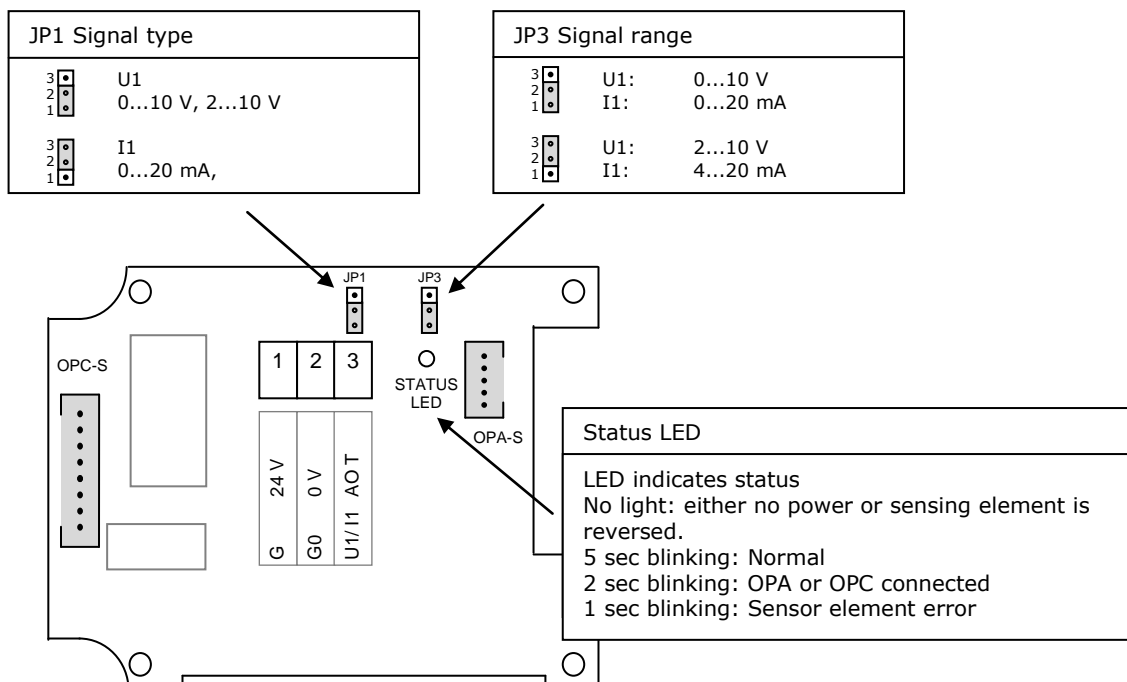 JP1 Signal type
3
2
1
U1
0...10 V, 2...10 V
3
2
1
I1
0...20 mA,
JP3 Signal range
3
2
1
U1: 0...10 V
I1: 0...20 mA
3
2
1
U1: 2...10 V
I1: 4...20 mA
JP1
JP3
OPC-S
1 2 3
STATUS
LED
OPA-S
G 24 V
G0 0 V
U1/I1 AO T
Status LED
LED indicates status
No light: either no power or sensing element is
reversed.
5 sec blinking: Normal
2 sec blinking: OPA or OPC connected
1 sec blinking: Sensor element error